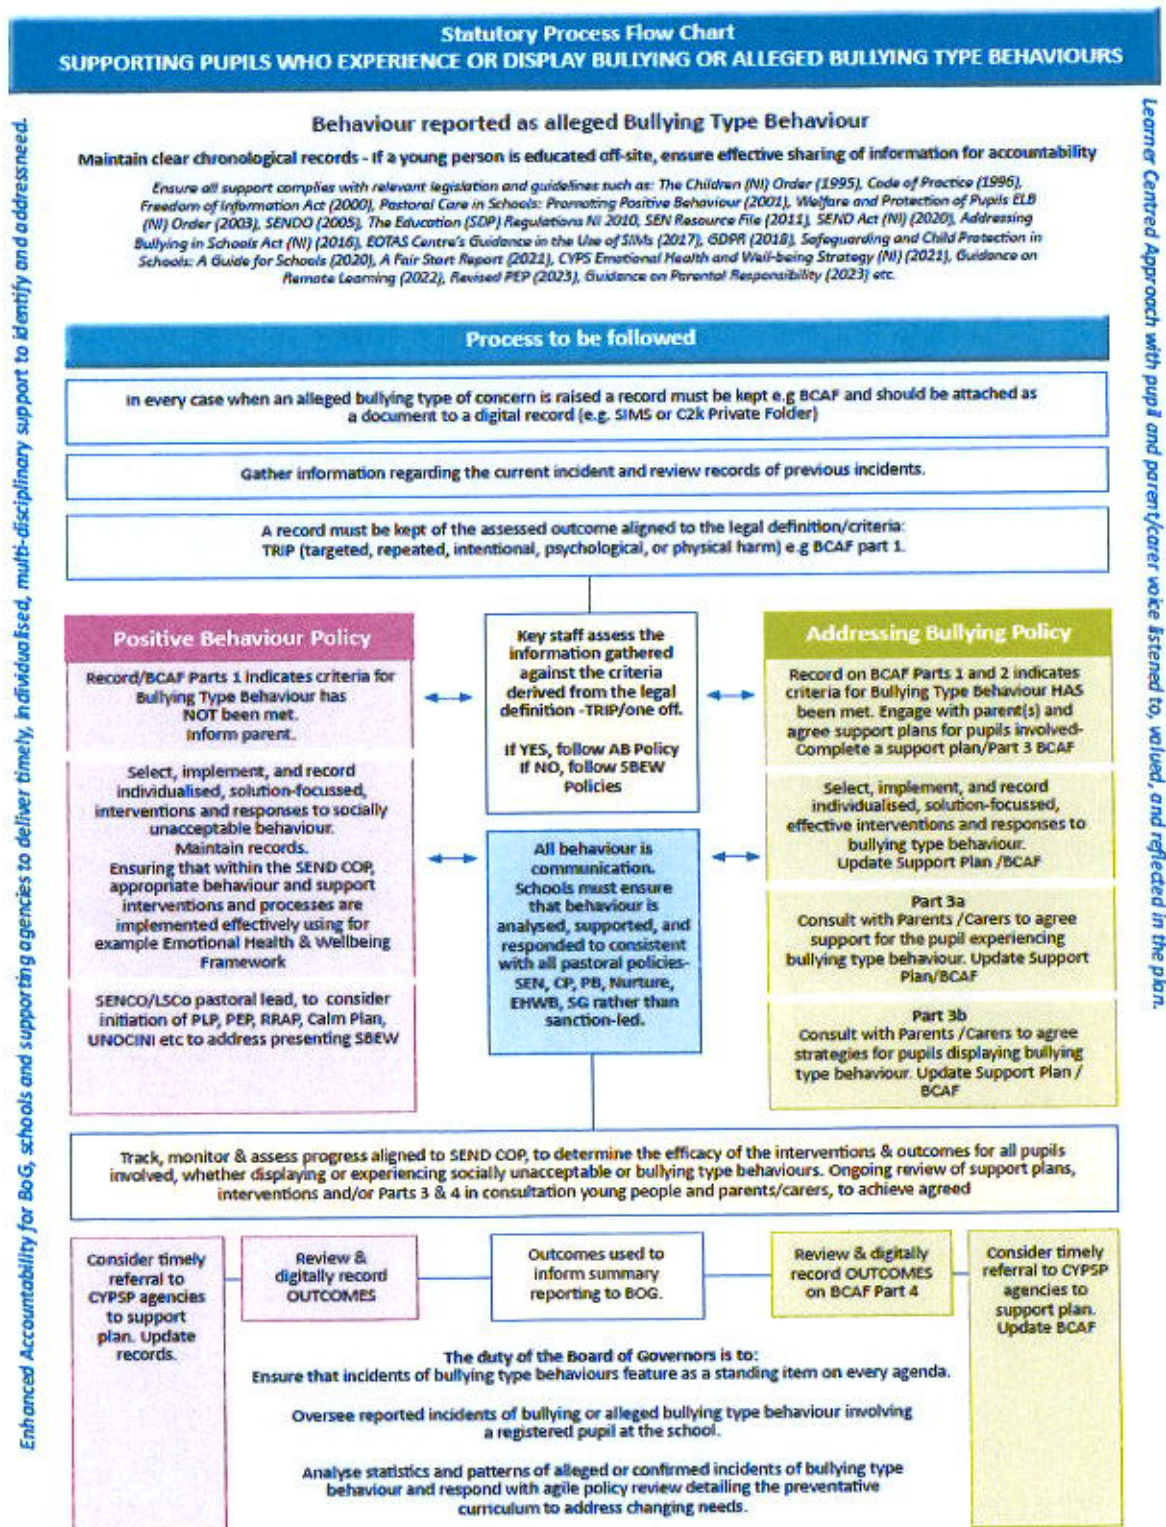 Statutory Process Flow Chart
SUPPORTING PUPILS WHO EXPERIENCE OR DISPLAY BULLYING OR ALLEGED BULLYING TYPE BEHAVIOURS
Behaviour reported as alleged Bullying Type Behaviour
Maintain clear chronological records - If a young person is educated off-site, ensure effective sharing of information for accountability
Ensure all support complies with relevant legislation and guidelines such as: The Children (NI) Order (1995), Code of Practice (1996),
Freedom of Information Act (2000), Pastoral Care in Schools: Promoting Positive Behaviour (2001), Welfare and Protection of Pupils ELB
(NI) Order (2003), SENDO (2005), The Education (SDP) Regulations NI 2010, SEN Resource File (2011), SEND Act (NI) (2020), Addressing
Bullying in Schools Act (NI) (2016), EOTAS Centre's Guidance in the Use of SIMs (2017), GDPR (2018), Safeguarding and Child Protection in
Schools: A Guide for Schools (2020), A Fair Start Report (2021), CYPS Emotional Health and Well-being Strategy (NI) (2021), Guidance on
Remote Learning (2022), Revised PEP (2023), Guidance on Parental Responsibility (2023) etc.
Process to be followed
In every case when an alleged bullying type of concern is raised a record must be kept e.g BCAF and should be attached as
a document to a digital record (e.g. SIMS or C2k Private Folder)
Gather information regarding the current incident and review records of previous incidents.
A record must be kept of the assessed outcome aligned to the legal definition/criteria:
TRIP (targeted, repeated, intentional, psychological, or physical harm) e.g BCAF part 1.
Positive Behaviour Policy
Record/BCAF Parts 1 indicates criteria for
Bullying Type Behaviour has
NOT been met.
Inform parent.
Select, implement, and record
individualised, solution-focussed,
interventions and responses to socially
unacceptable behaviour.
Maintain records.
Ensuring that within the SEND COP,
appropriate behaviour and support
interventions and processes are
implemented effectively using for
example Emotional Health & Wellbeing
Framework
SENCO/LSCo pastoral lead, to consider
initiation of PLP, PEP, RRAP, Calm Plan,
UNOCINI etc to address presenting SBEW
Key staff assess the
information gathered
against the criteria
derived from the legal
definition -TRIP/one off.
If YES, follow AB Policy
If NO, follow SBEW
Policies
All behaviour is
communication.
Schools must ensure
that behaviour is
analysed, supported, and
responded to consistent
with all pastoral policies-
SEN, CP, PB, Nurture,
EHWB, SG rather than
sanction-led.
Addressing Bullying Policy
Record on BCAF Parts 1 and 2 indicates
criteria for Bullying Type Behaviour HAS
been met. Engage with parent(s) and
agree support plans for pupils involved-
Complete a support plan/Part 3 BCAF
Select, implement, and record
individualised, solution-focussed,
effective interventions and responses to
bullying type behaviour.
Update Support Plan /BCAF
Part 3a
Consult with Parents /Carers to agree
support for the pupil experiencing
bullying type behaviour. Update Support
Plan/BCAF
Part 3b
Consult with Parents /Carers to agree
strategies for pupils displaying bullying
type behaviour. Update Support Plan /
BCAF
Track, monitor & assess progress aligned to SEND COP, to determine the efficacy of the interventions & outcomes for all pupils
involved, whether displaying or experiencing socially unacceptable or bullying type behaviours. Ongoing review of support plans,
interventions and/or Parts 3 & 4 in consultation young people and parents/carers, to achieve agreed
Consider timely
referral to
CYPSP agencies
to support
plan. Update
records.
Review &
digitally record
OUTCOMES
Outcomes used to
inform summary
reporting to BOG.
Review & digitally
record OUTCOMES
on BCAF Part 4
Consider timely
referral to CYPSP
agencies to
support plan.
Update BCAF
The duty of the Board of Governors is to:
Ensure that incidents of bullying type behaviours feature as a standing item on every agenda.
Oversee reported incidents of bullying or alleged bullying type behaviour involving
a registered pupil at the school.
Analyse statistics and patterns of alleged or confirmed incidents of bullying type
behaviour and respond with agile policy review detailing the preventative
curriculum to address changing needs.
Enhanced Accountability for BoG, schools and supporting agencies to deliver timely, individualised, multi-disciplinary support to identify and addressneed.
Learner Centred Approach with pupil and parent/carer voice listened to, valued, and reflected in the plan.